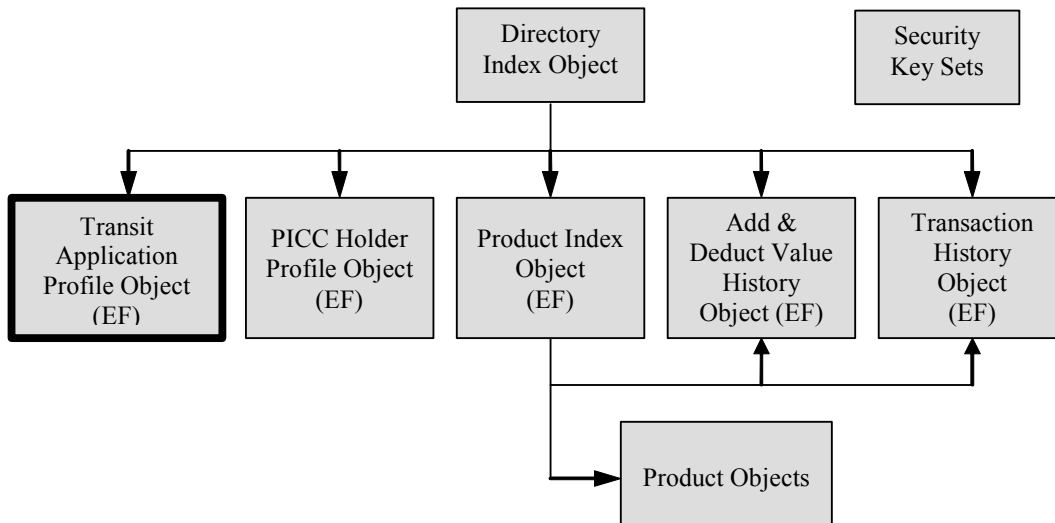 Directory
Index Object
Security
Key Sets
Transit
Application
Profile Object
(EF)
PICC Holder
Profile Object
(EF)
Product Index
Object
(EF)
Add &
Deduct Value
History
Object (EF)
Transaction
History
Object
(EF)
Product Objects